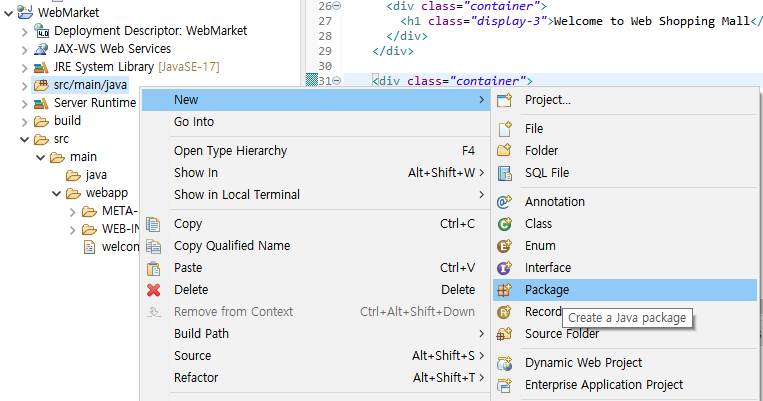 WebMarket
Deployment Descriptor: WebMarket
JAX-WS Web Services
JRE System Library [JavaSE-17]
src/main/java
Server Runtime
build
src
main
java
webapp
META-
WEB-IN
welcon
26 <div class="container">
27 <h1 class="display-3">Welcome to Web Shopping Mall</
28 </div>
29 </div>
30
31 <div class="container">
New
Go Into
Open Type Hierarchy F4
Show In Alt+Shift+W >
Show in Local Terminal
Copy Ctrl+C
Copy Qualified Name
Paste Ctrl+V
Delete Delete
Remove from Context Ctrl+Alt+Shift+Down
Build Path
Source Alt+Shift+S >
Refactor Alt+Shift+T >
Project...
File
Folder
SQL File
Annotation
Class
Enum
Interface
Package
Record
Create a Java package
Source Folder
Dynamic Web Project
Enterprise Application Project